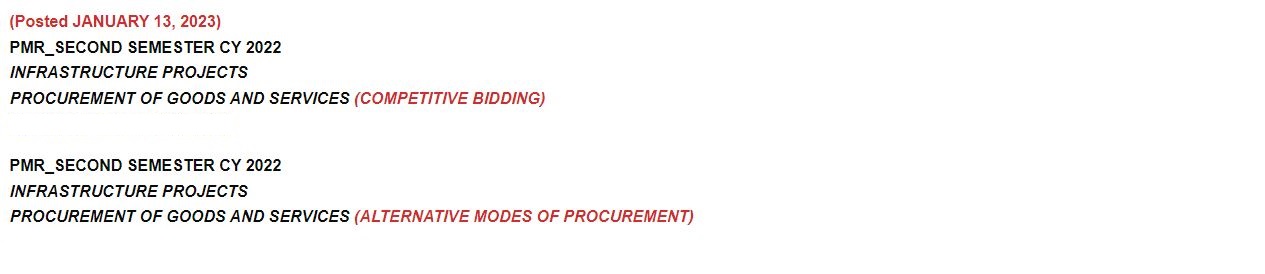 (Posted JANUARY 13, 2023)
PMR_SECOND SEMESTER CY 2022
INFRASTRUCTURE PROJECTS
PROCUREMENT OF GOODS AND SERVICES (COMPETITIVE BIDDING)
PMR_SECOND SEMESTER CY 2022
INFRASTRUCTURE PROJECTS
PROCUREMENT OF GOODS AND SERVICES (ALTERNATIVE MODES OF PROCUREMENT)